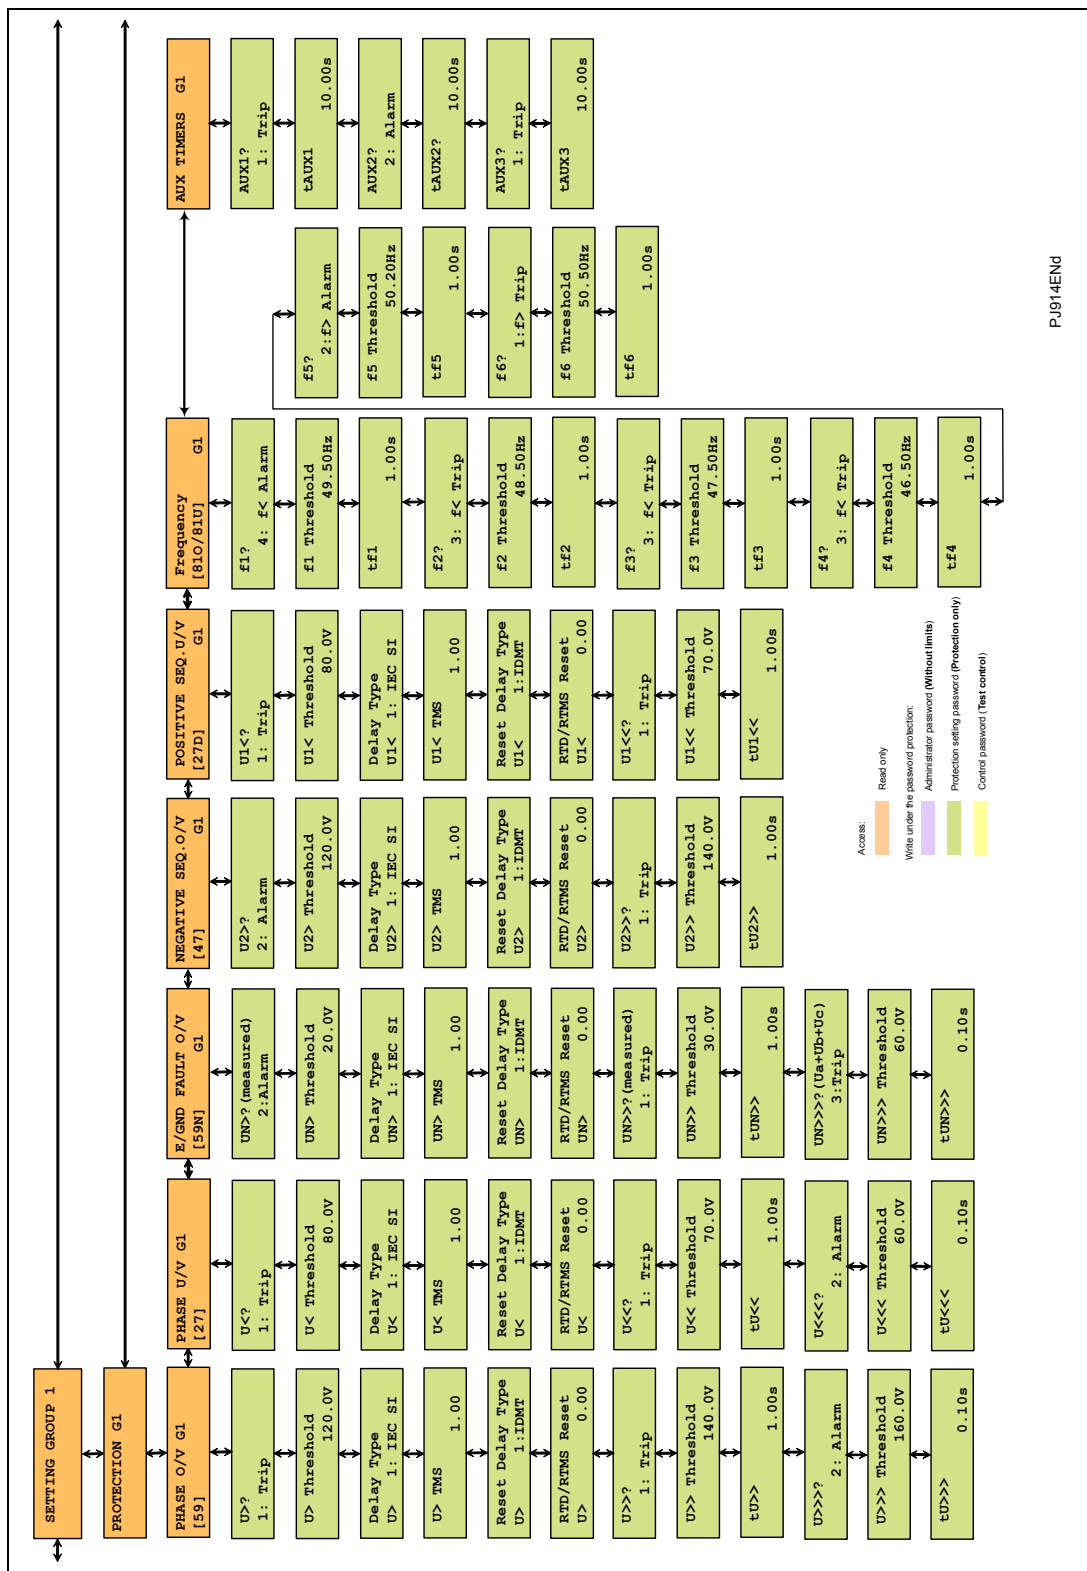 SETTING GROUP 1
PROTECTION G1
PHASE O/V G1
[59]
U>?
1: Trip
U> Threshold
120.0V
Delay Type
U> 1: IEC SI
U> TMS
1.00
Reset Delay Type
U> 1:IDMT
RTD/RTMS Reset
U> 0.00
U>>?
1: Trip
U>> Threshold
140.0V
tU>>
1.00s
U>>>?
2: Alarm
U>>> Threshold
160.0V
tU>>>
0.10s
PHASE U/V G1
[27]
U<?
1: Trip
U< Threshold
80.0V
Delay Type
U< 1: IEC SI
U< TMS
1.00
Reset Delay Type
U< 1:IDMT
RTD/RTMS Reset
U< 0.00
U<<?
1: Trip
U<< Threshold
70.0V
tU<<
1.00s
U<<<?
2: Alarm
U<<< Threshold
60.0V
tU<<<
0.10s
E/GND FAULT O/V
[59N] G1
UN>?(measured)
2:Alarm
UN> Threshold
20.0V
Delay Type
UN> 1: IEC SI
UN> TMS
1.00
Reset Delay Type
UN> 1:IDMT
RTD/RTMS Reset
UN> 0.00
UN>>?(measured)
1: Trip
UN>> Threshold
30.0V
tUN>>
1.00s
UN>>>?(Ua+Ub+Uc)
3:Trip
UN>>> Threshold
60.0V
tUN>>>
0.10s
NEGATIVE SEQ.O/V
[47] G1
U2>?
2: Alarm
U2> Threshold
120.0V
Delay Type
U2> 1: IEC SI
U2> TMS
1.00
Reset Delay Type
U2> 1:IDMT
RTD/RTMS Reset
U2> 0.00
U2>>?
1: Trip
U2>> Threshold
140.0V
tU2>>
1.00s
POSITIVE SEQ.U/V
[27D] G1
U1<?
1: Trip
U1< Threshold
80.0V
Delay Type
U1< 1: IEC SI
U1< TMS
1.00
Reset Delay Type
U1< 1:IDMT
RTD/RTMS Reset
U1< 0.00
U1<<?
1: Trip
U1<< Threshold
70.0V
tU1<<
1.00s
Frequency
[81O/81U] G1
f1?
4: f< Alarm
f1 Threshold
49.50Hz
tf1
1.00s
f2?
3: f< Trip
f2 Threshold
48.50Hz
tf2
1.00s
f3?
3: f< Trip
f3 Threshold
47.50Hz
tf3
1.00s
f4?
3: f< Trip
f4 Threshold
46.50Hz
tf4
1.00s
f5?
2:f> Alarm
f5 Threshold
50.20Hz
tf5
1.00s
f6?
1:f> Trip
f6 Threshold
50.50Hz
tf6
1.00s
AUX TIMERS G1
AUX1?
1: Trip
tAUX1
10.00s
AUX2?
2: Alarm
tAUX2?
10.00s
AUX3?
1: Trip
tAUX3
10.00s
Access:
Read only
Write under the password protection:
Administrator password (Without limits)
Protection setting password (Protection only)
Control password (Test control)
PJ914ENd